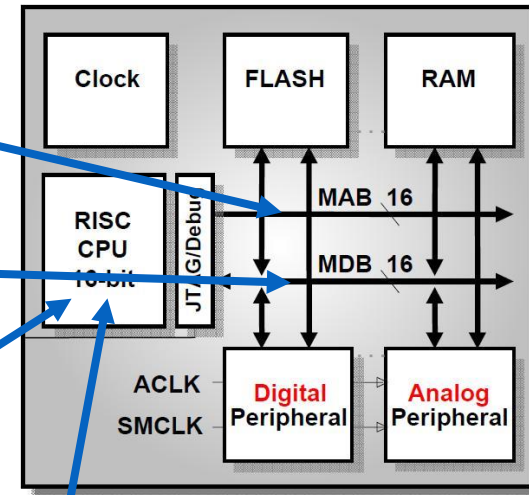 Clock
FLASH
RAM
RISC
CPU
16-bit
JTAG/Debug
MAB 16
MDB 16
ACLK
SMCLK
Digital
Peripheral
Analog
Peripheral